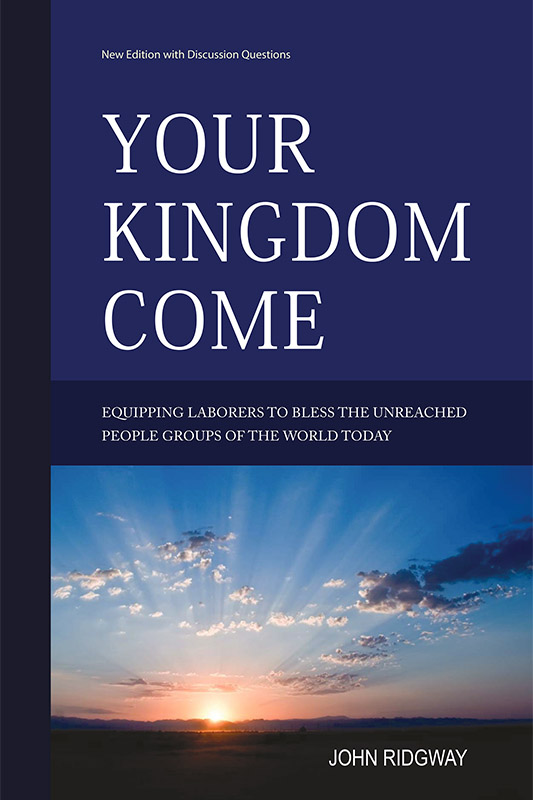 New Edition with Discussion Questions
YOUR
KINGDOM
COME
EQUIPPING LABORERS TO BLESS THE UNREACHED
PEOPLE GROUPS OF THE WORLD TODAY
JOHN RIDGWAY